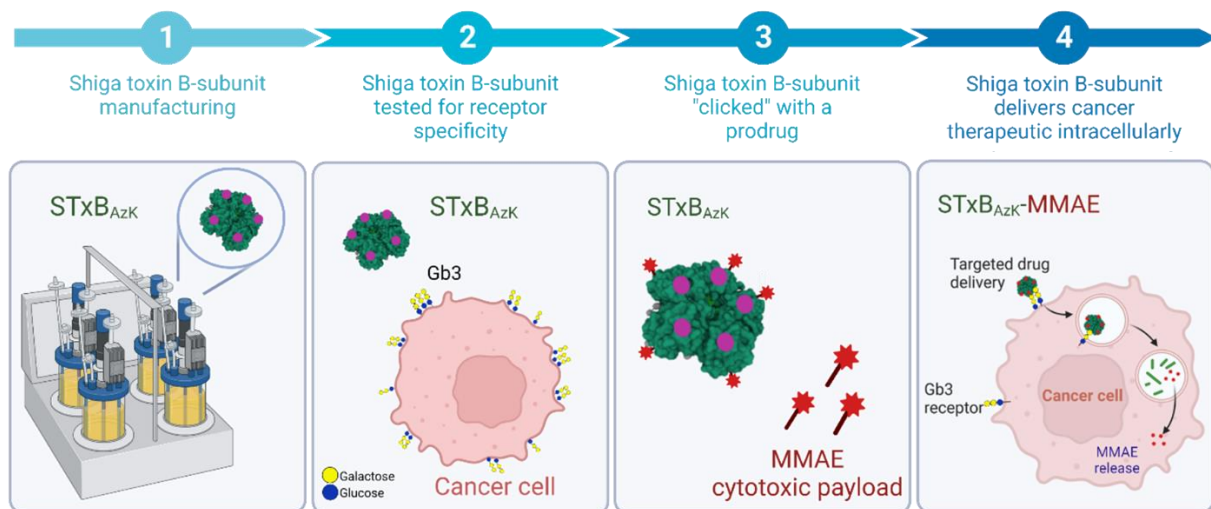 1
Shiga toxin B-subunit
manufacturing
2
Shiga toxin B-subunit
tested for receptor
specificity
3
Shiga toxin B-subunit
"clicked" with a
prodrug
4
Shiga toxin B-subunit
delivers cancer
therapeutic intracellularly
STxBAzK
STxBAzK
Gb3
Galactose
Glucose
Cancer cell
STxBAzK
MMAE
cytotoxic payload
STxBAzK-MMAE
Targeted drug
delivery
Gb3
receptor
Cancer cell
MMAE
release